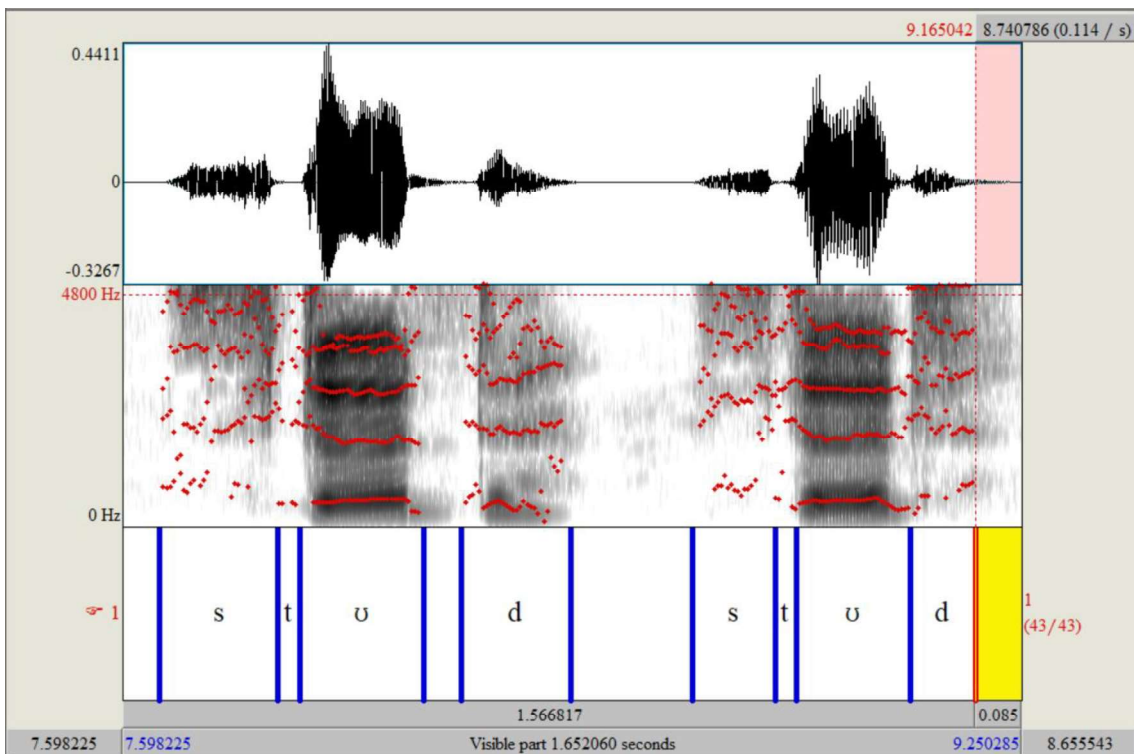 9.165042 8.740786 (0.114 / s)
0.4411
0
-0.3267
4800 Hz
0 Hz
☞ 1 s t ʊ d s t ʊ d 1
(43/43)
1.566817 0.085
7.598225 7.598225 Visible part 1.652060 seconds 9.250285 8.655543